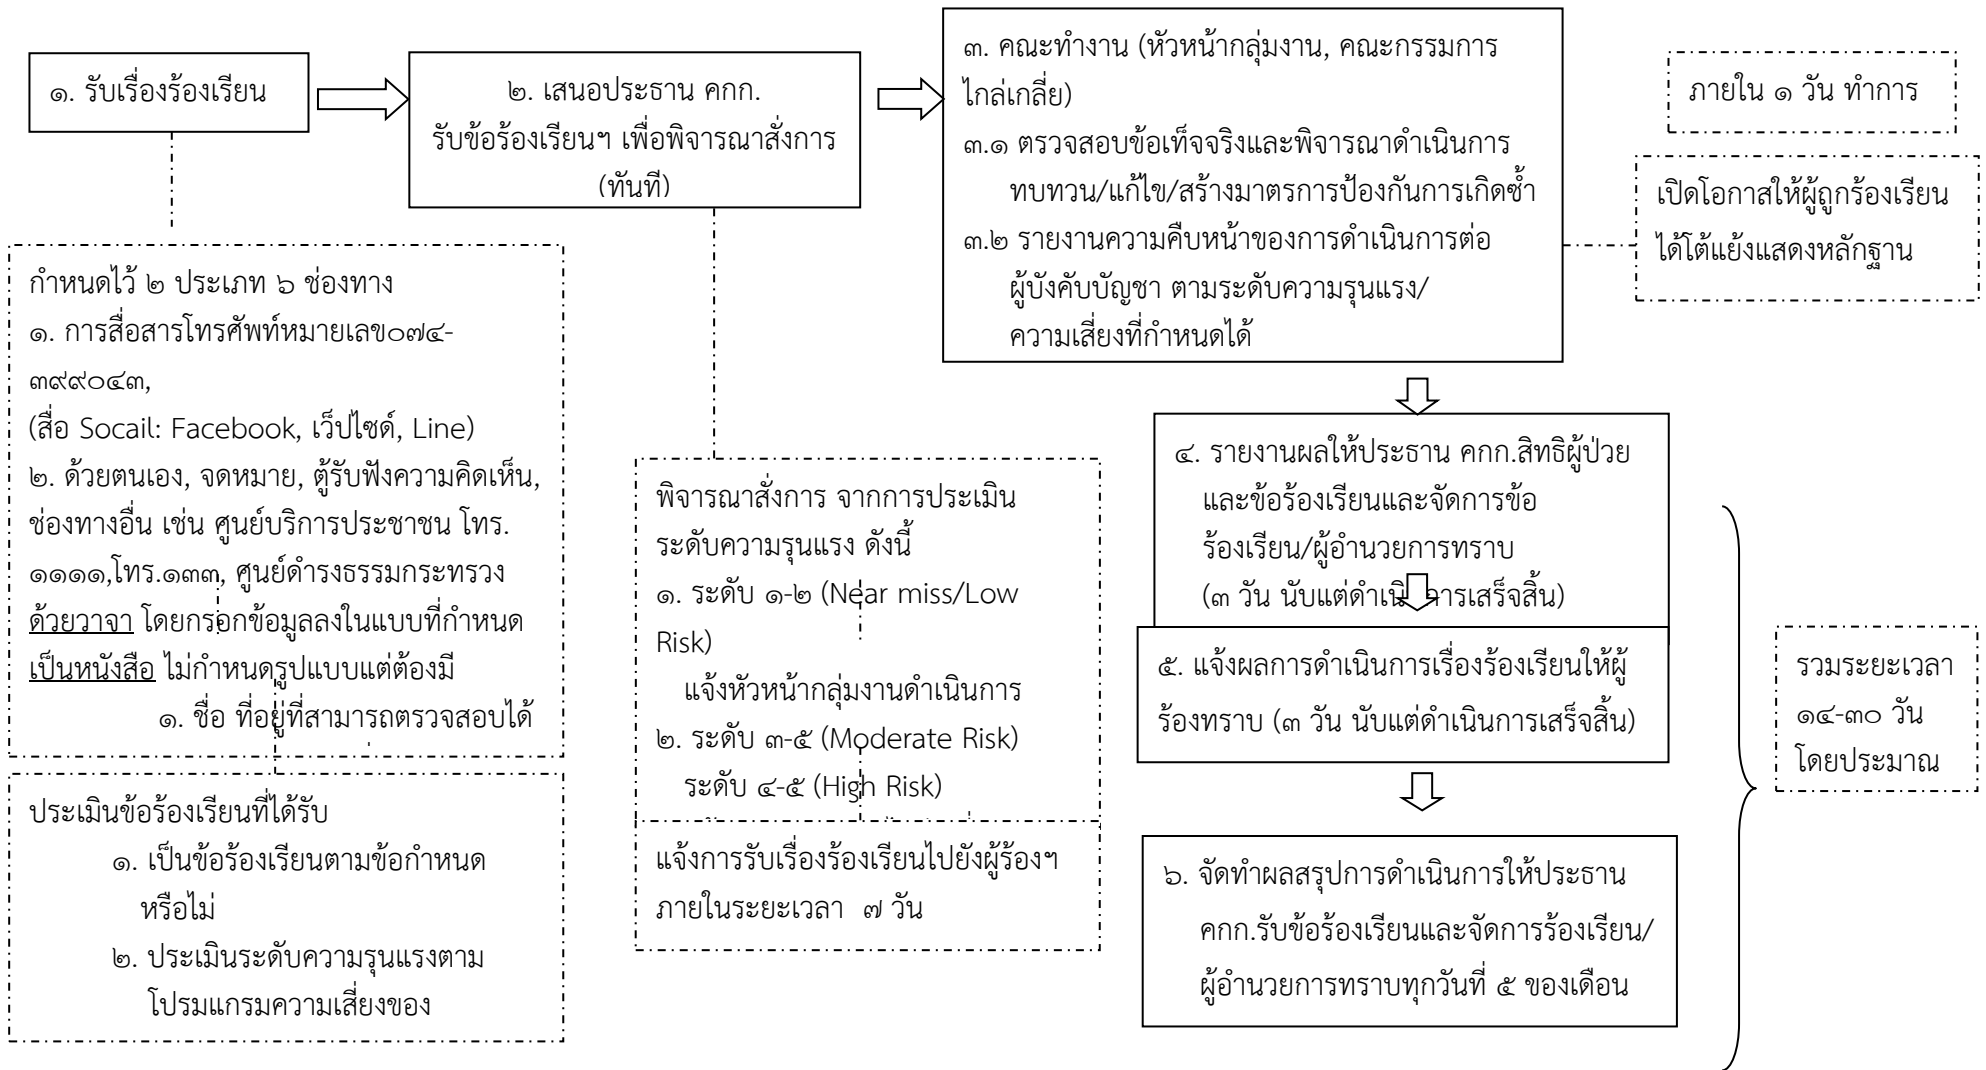 ๑. รับเรื่องร้องเรียน
๒. เสนอประธาน คกก.
รับข้อร้องเรียนฯ เพื่อพิจารณาสั่งการ
(ทันที)
๓. คณะทำงาน (หัวหน้ากลุ่มงาน, คณะกรรมการ
ไกล่เกลี่ย)
๓.๑ ตรวจสอบข้อเท็จจริงและพิจารณาดำเนินการ
ทบทวน/แก้ไข/สร้างมาตรการป้องกันการเกิดซ้ำ
๓.๒ รายงานความคืบหน้าของการดำเนินการต่อ
ผู้บังคับบัญชา ตามระดับความรุนแรง/
ความเสี่ยงที่กำหนดได้
ภายใน ๑ วัน ทำการ
เปิดโอกาสให้ผู้ถูกร้องเรียน
ได้โต้แย้งแสดงหลักฐาน
กำหนดไว้ ๒ ประเภท ๖ ช่องทาง
๑. การสื่อสารโทรศัพท์หมายเลข๐๗๔-
๓๙๙๐๔๓,
(สื่อ Socail: Facebook, เว็ปไซด์, Line)
๒. ด้วยตนเอง, จดหมาย, ตู้รับฟังความคิดเห็น,
ช่องทางอื่น เช่น ศูนย์บริการประชาชน โทร.
๑๑๑๑,โทร.๑๓๓, ศูนย์ดำรงธรรมกระทรวง
ด้วยวาจา โดยกรอกข้อมูลลงในแบบที่กำหนด
เป็นหนังสือ ไม่กำหนดรูปแบบแต่ต้องมี
๑. ชื่อ ที่อยู่ที่สามารถตรวจสอบได้
ประเมินข้อร้องเรียนที่ได้รับ
๑. เป็นข้อร้องเรียนตามข้อกำหนด
หรือไม่
๒. ประเมินระดับความรุนแรงตาม
โปรมแกรมความเสี่ยงของ
พิจารณาสั่งการ จากการประเมิน
ระดับความรุนแรง ดังนี้
๑. ระดับ ๑-๒ (Near miss/Low
Risk)
แจ้งหัวหน้ากลุ่มงานดำเนินการ
๒. ระดับ ๓-๕ (Moderate Risk)
ระดับ ๔-๕ (High Risk)
แจ้งการรับเรื่องร้องเรียนไปยังผู้ร้องฯ
ภายในระยะเวลา ๗ วัน
๔. รายงานผลให้ประธาน คกก.สิทธิผู้ป่วย
และข้อร้องเรียนและจัดการข้อ
ร้องเรียน/ผู้อำนวยการทราบ
(๓ วัน นับแต่ดำเนินการเสร็จสิ้น)
๕. แจ้งผลการดำเนินการเรื่องร้องเรียนให้ผู้
ร้องทราบ (๓ วัน นับแต่ดำเนินการเสร็จสิ้น)
๖. จัดทำผลสรุปการดำเนินการให้ประธาน
คกก.รับข้อร้องเรียนและจัดการร้องเรียน/
ผู้อำนวยการทราบทุกวันที่ ๕ ของเดือน
รวมระยะเวลา
๑๔-๓๐ วัน
โดยประมาณ